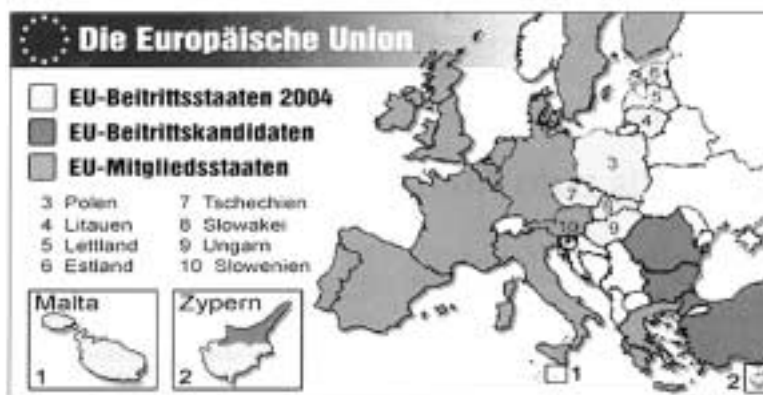 Die Europäische Union
EU-Beitrittsstaaten 2004
EU-Beitrittskandidaten
EU-Mitgliedsstaaten
3 Polen
4 Litauen
5 Lettland
6 Estland
7 Tschechien
8 Slowakei
9 Ungarn
10 Slowenien
Malta
1
Zypern
2
6
5
4
3
7
8
9
10
1
2